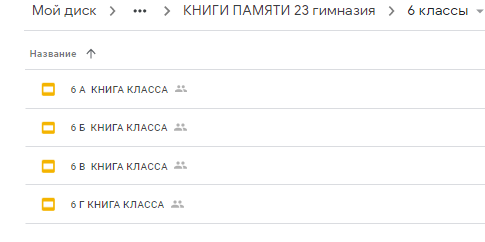 Мой диск > ••• > КНИГИ ПАМЯТИ 23 гимназия > 6 классы
Название ↑
6 А КНИГА КЛАССА
6 Б КНИГА КЛАССА
6 В КНИГА КЛАССА
6 Г КНИГА КЛАССА